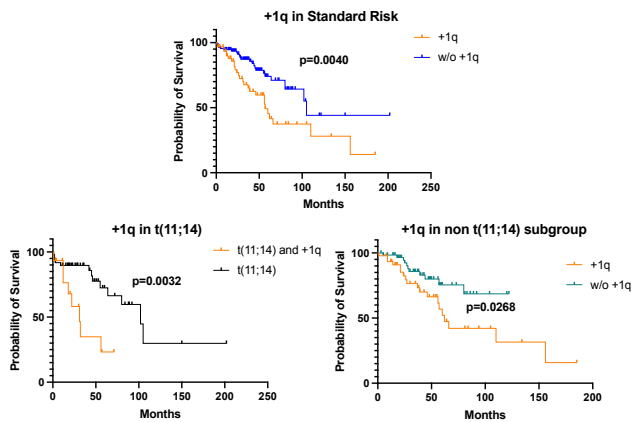 +1q in Standard Risk
Probability of Survival
100
50
0
0 50 100 150 200 250
Months
p=0.0040
+1q
w/o +1q
+1q in t(11;14)
Probability of Survival
100
50
0
0 50 100 150 200 250
Months
p=0.0032
t(11;14) and +1q
t(11;14)
+1q in non t(11;14) subgroup
Probability of Survival
100
50
0
0 50 100 150 200
Months
p=0.0268
+1q
w/o +1q